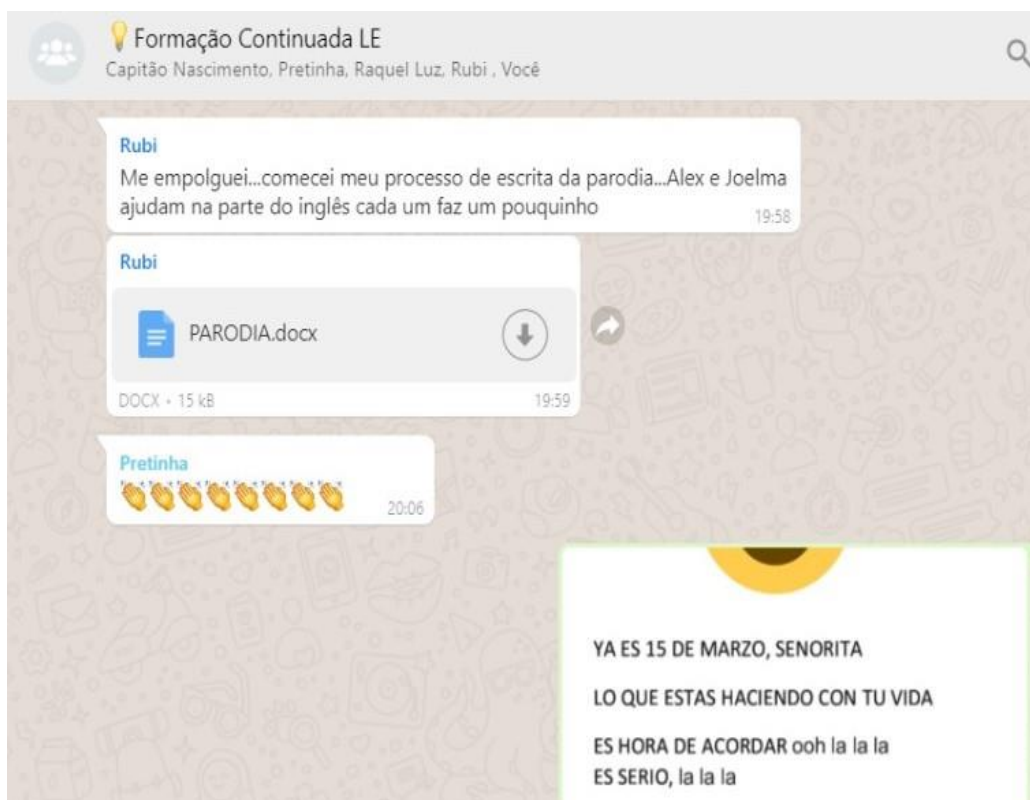 Formação Continuada LE
Capitão Nascimento, Pretinha, Raquel Luz, Rubi , Você
Rubi
Me empolguei...comecei meu processo de escrita da parodia...Alex e Joelma
ajudam na parte do inglês cada um faz um pouquinho
19:58
Rubi
PARODIA.docx
DOCX • 15 kB
19:59
Pretinha
20:06
YA ES 15 DE MARZO, SENORITA
LO QUE ESTAS HACIENDO CON TU VIDA
ES HORA DE ACORDAR ooh la la la
ES SERIO, la la la